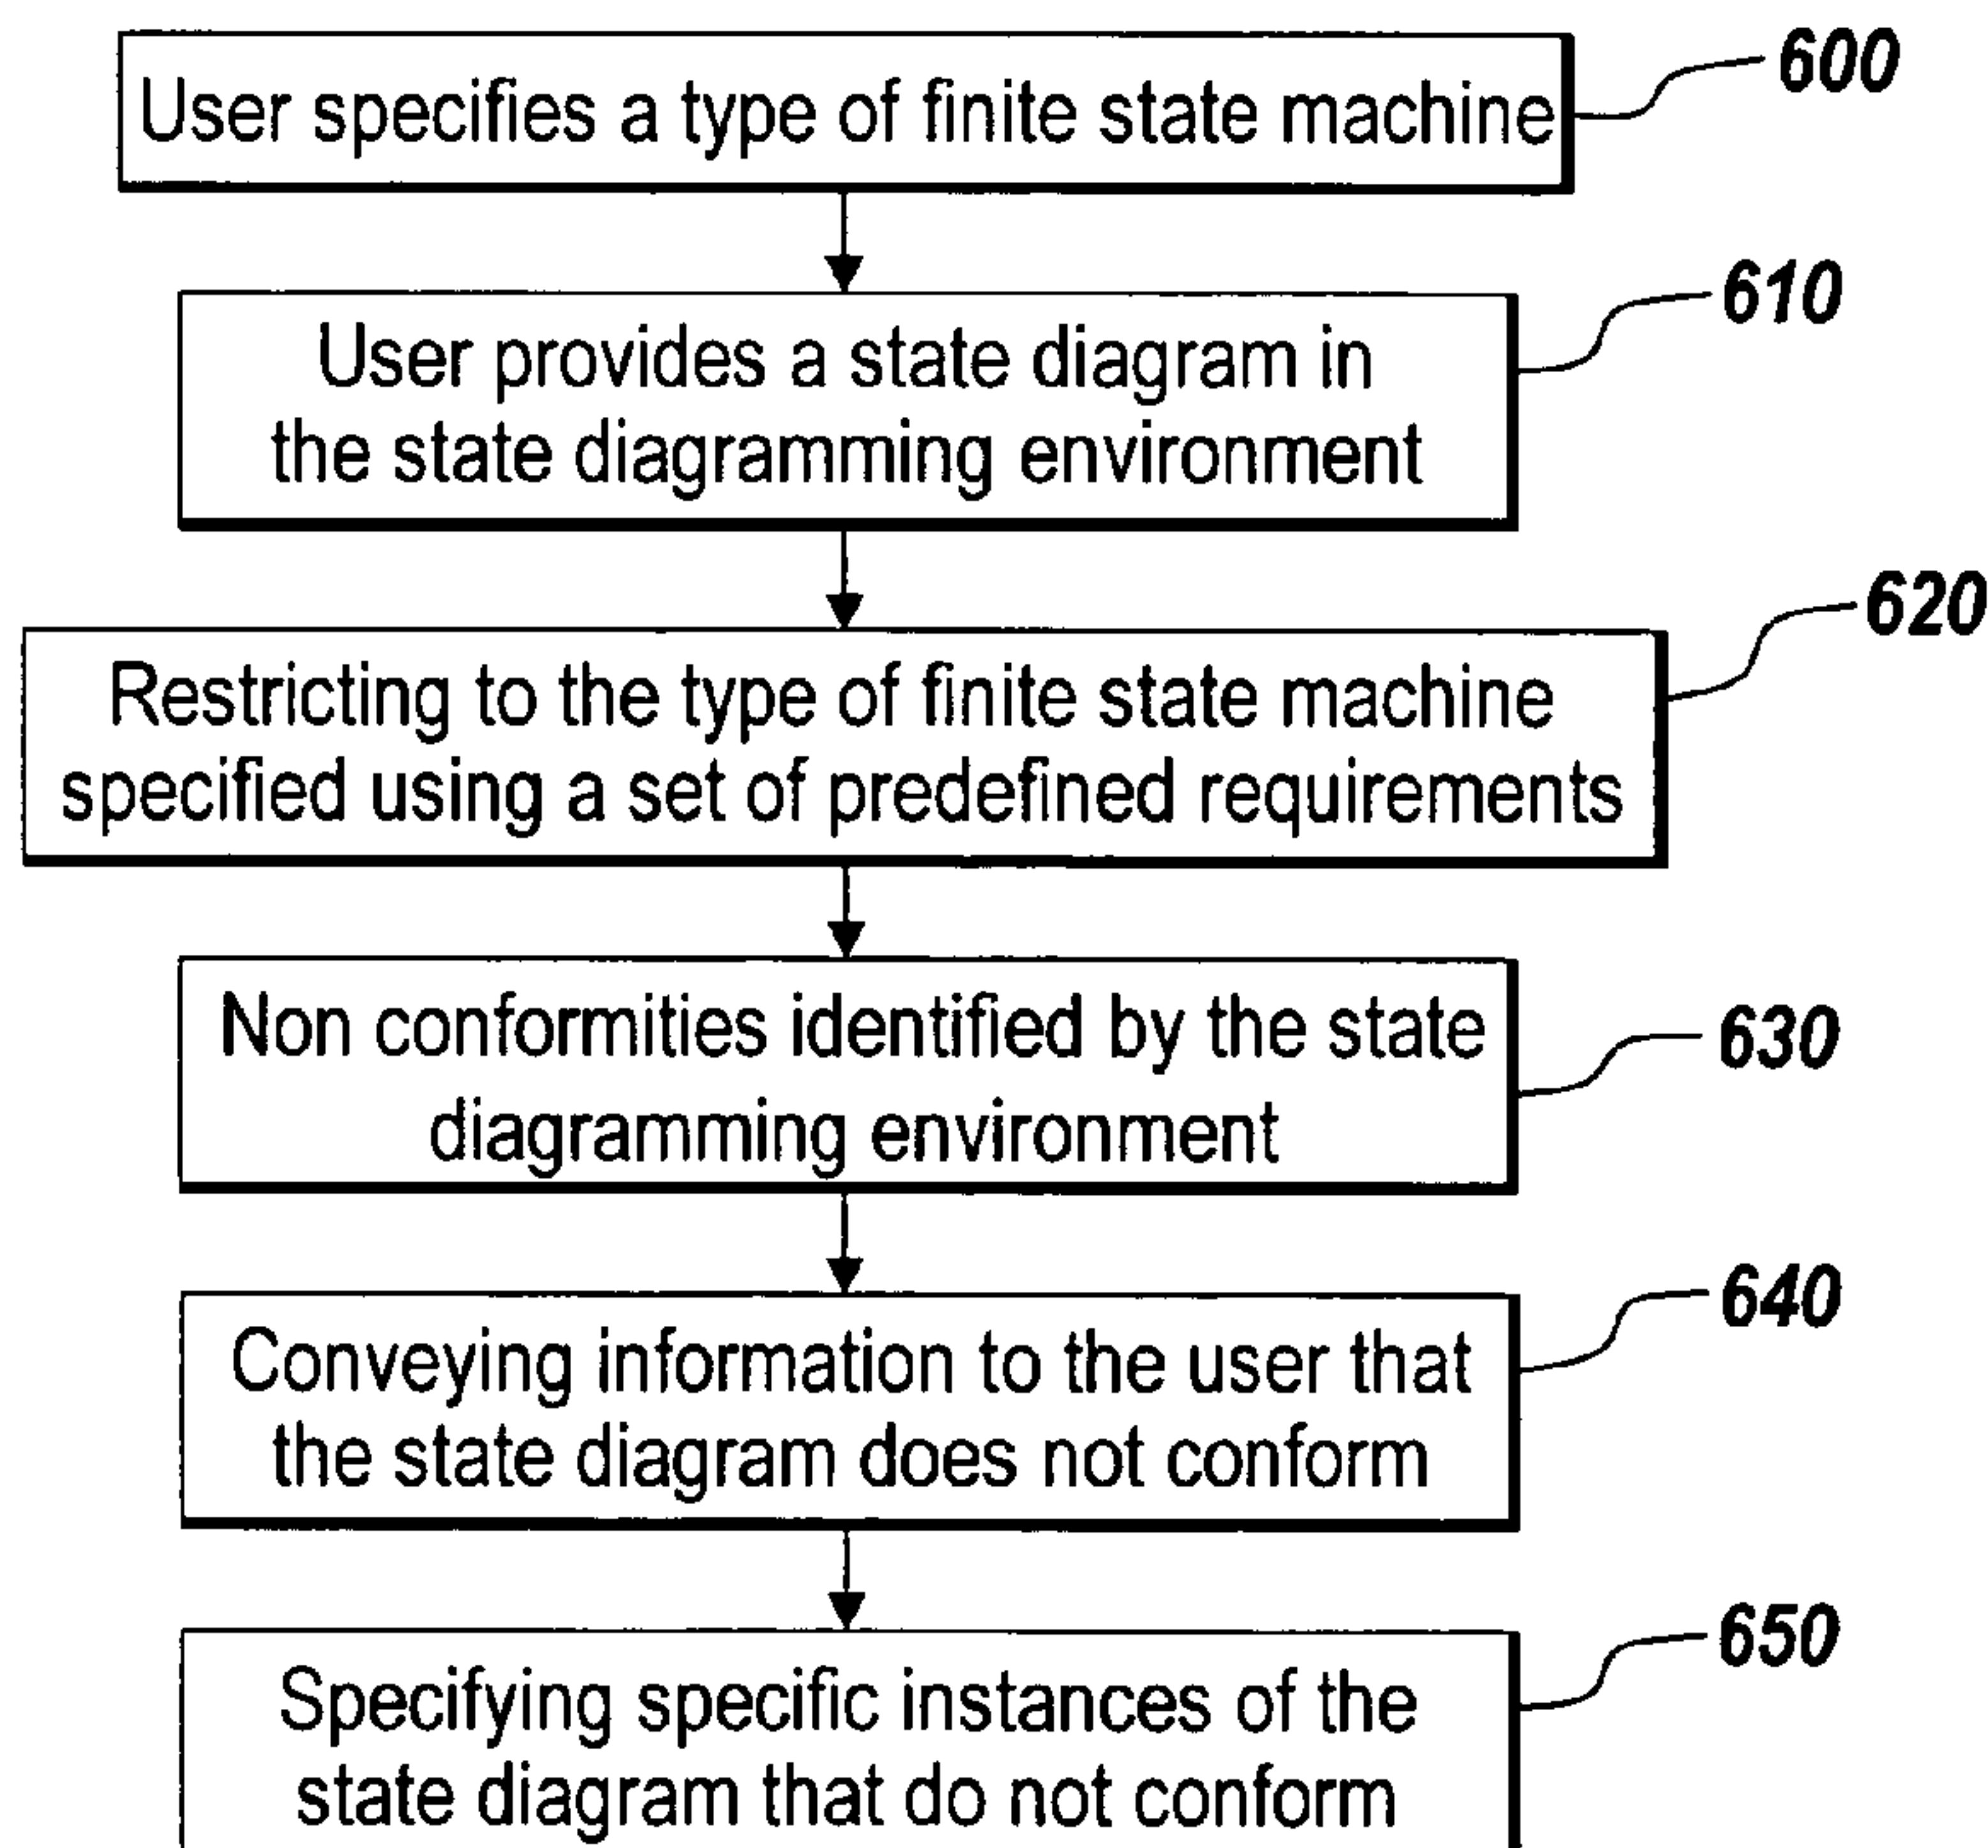 User specifies a type of finite state machine
600
User provides a state diagram in
the state diagramming environment
610
Restricting to the type of finite state machine
specified using a set of predefined requirements
620
Non conformities identified by the state
diagramming environment
630
Conveying information to the user that
the state diagram does not conform
640
Specifying specific instances of the
state diagram that do not conform
650